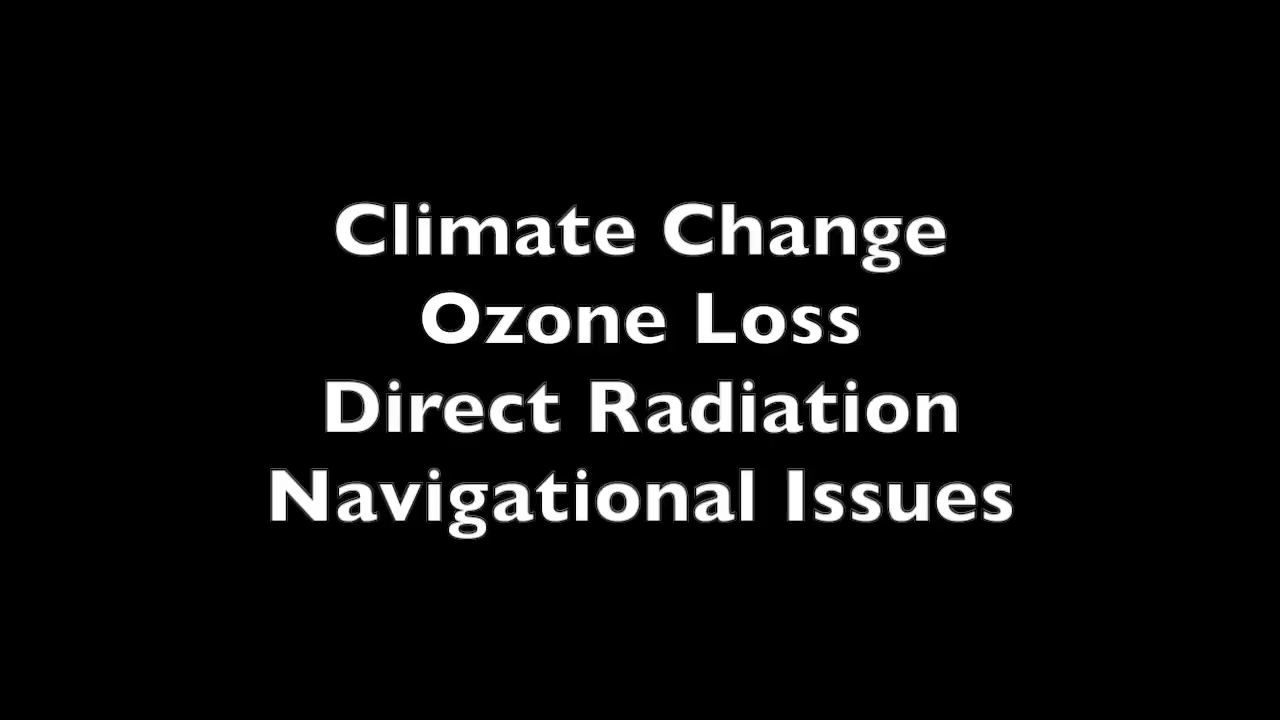 Climate Change
Ozone Loss
Direct Radiation
Navigational Issues